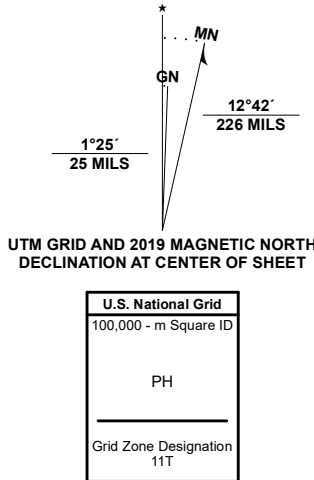 ★
MN
GN
12°42´
226 MILS
1°25´
25 MILS
UTM GRID AND 2019 MAGNETIC NORTH
DECLINATION AT CENTER OF SHEET
U.S. National Grid
100,000 - m Square ID
PH
Grid Zone Designation
11T